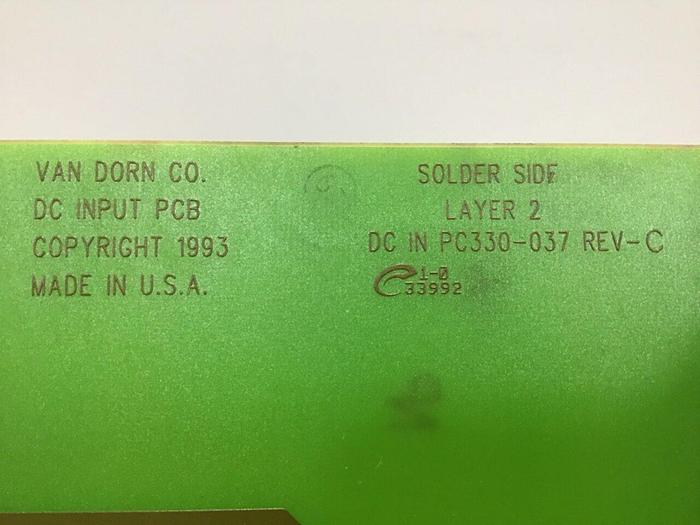 VAN DORN CO.
DC INPUT PCB
COPYRIGHT 1993
MADE IN U.S.A.
SOLDER SIDE
LAYER 2
DC IN PC330-037 REV-C
1-0
33992